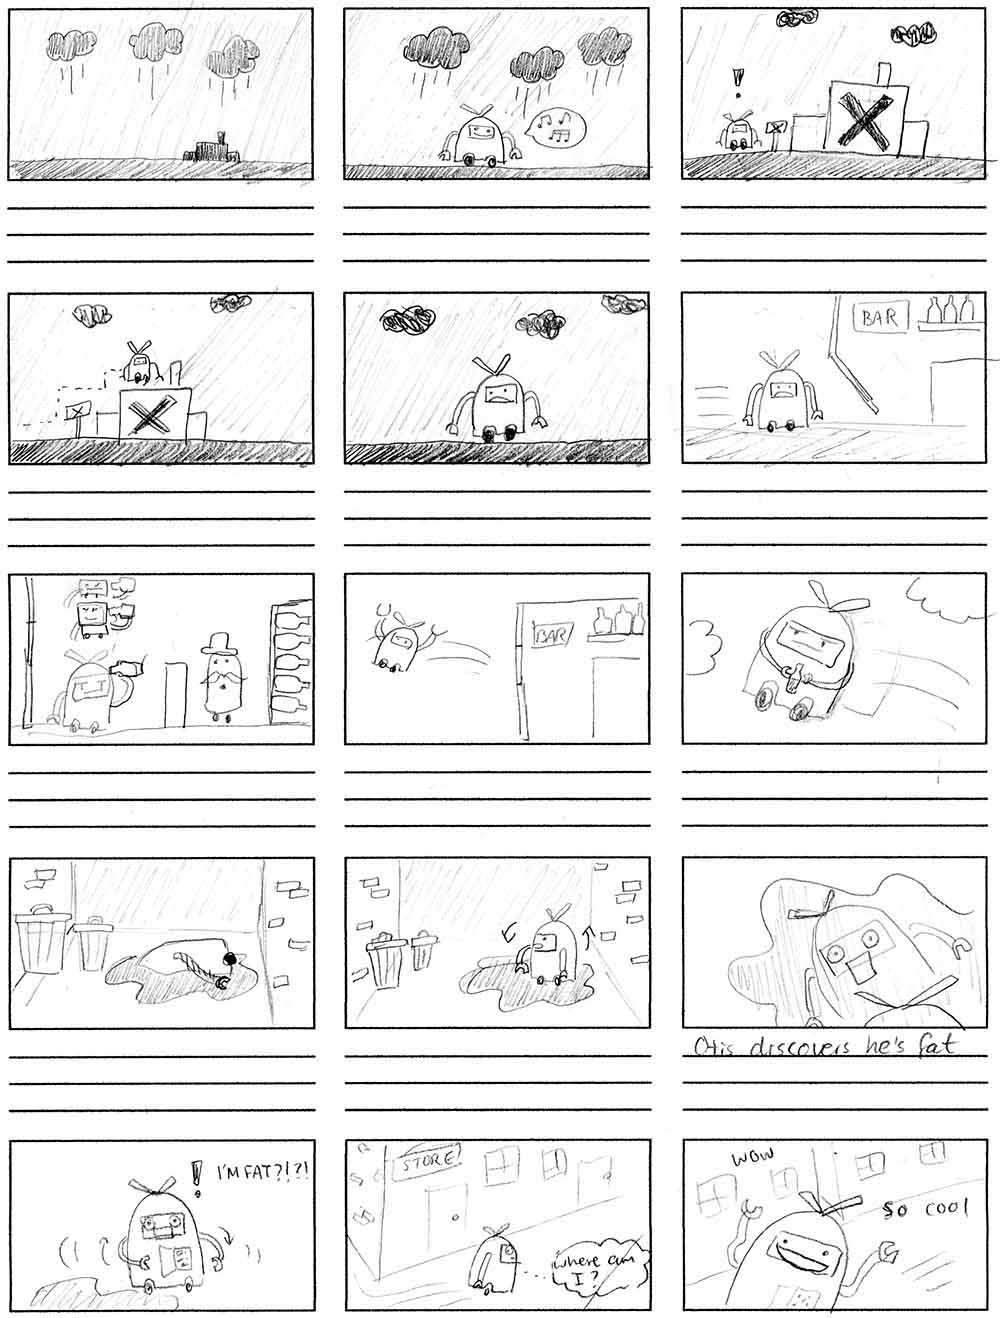 BAR
BAR
Otis discovers he's fat
I'M FAT?!?!
STORE
where am
I?
WOW
SO COOL